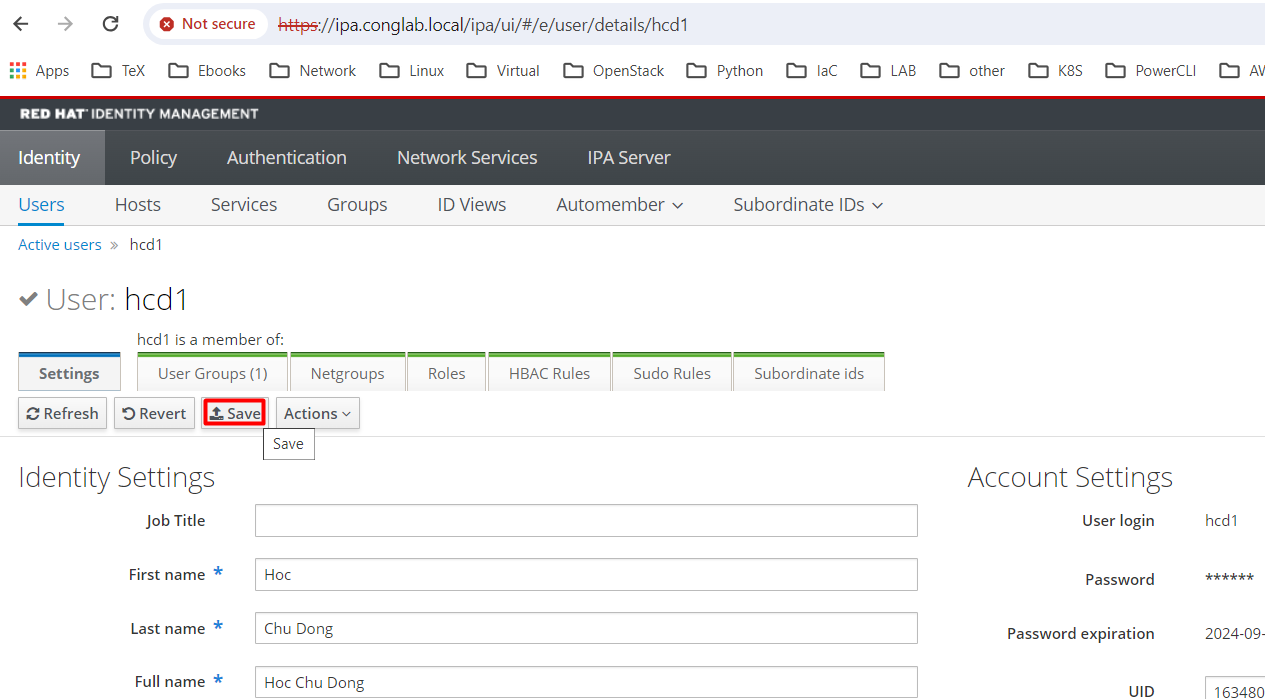 Not secure https://ipa.conglab.local/ipa/ui/#/e/user/details/hcd1
Apps TeX Ebooks Network Linux Virtual OpenStack Python IaC LAB other K8S PowerCLI AW
RED HAT IDENTITY MANAGEMENT
Identity Policy Authentication Network Services IPA Server
Users Hosts Services Groups ID Views Automember Subordinate IDs
Active users » hcd1
User: hcd1
hcd1 is a member of:
Settings User Groups (1) Netgroups Roles HBAC Rules Sudo Rules Subordinate ids
Refresh Revert Save Actions
Save
Identity Settings Account Settings
Job Title User login hcd1
First name * Hoc Password ******
Last name * Chu Dong Password expiration 2024-09-
Full name * Hoc Chu Dong UID 163480